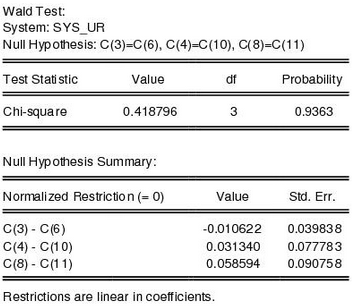 Wald Test:
System: SYS_UR
Null Hypothesis: C(3)=C(6), C(4)=C(10), C(8)=C(11)
Test Statistic Value df Probability
Chi-square 0.418796 3 0.9363
Null Hypothesis Summary:
Normalized Restriction (= 0) Value Std. Err.
C(3) - C(6) -0.010622 0.039838
C(4) - C(10) 0.031340 0.077783
C(8) - C(11) 0.058594 0.090758
Restrictions are linear in coefficients.